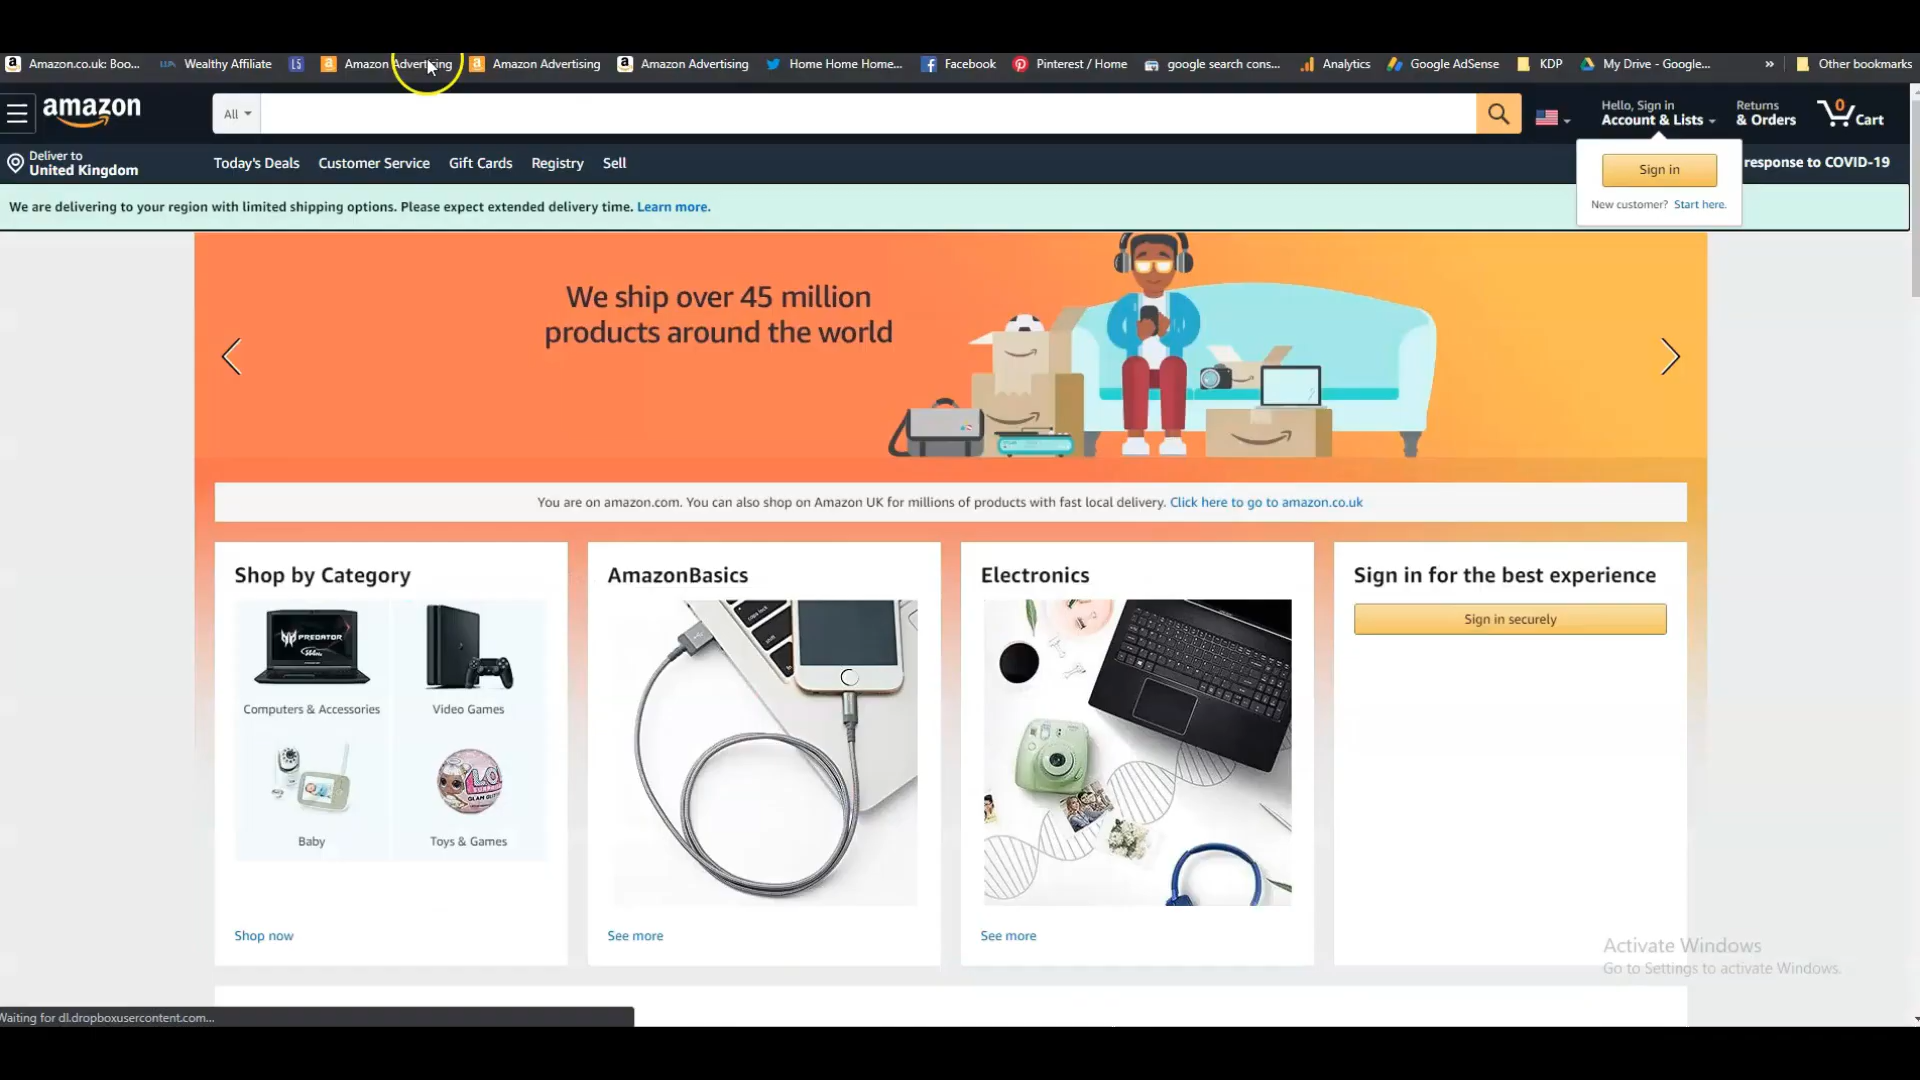 Amazon.co.uk: Boo...
Wealthy Affiliate
LS
Amazon Advertising
Amazon Advertising
Amazon Advertising
Home Home Home...
Facebook
Pinterest / Home
google search cons...
Analytics
Google AdSense
KDP
My Drive - Google...
»
Other bookmarks
amazon
All
Hello, Sign in
Account & Lists
Returns
& Orders
0
Cart
Deliver to
United Kingdom
Today's Deals
Customer Service
Gift Cards
Registry
Sell
Sign in
response to COVID-19
New customer? Start here.
We are delivering to your region with limited shipping options. Please expect extended delivery time. Learn more.
We ship over 45 million
products around the world
You are on amazon.com. You can also shop on Amazon UK for millions of products with fast local delivery. Click here to go to amazon.co.uk
Shop by Category
PREDATOR
Computers & Accessories
Video Games
Baby
Toys & Games
Shop now
AmazonBasics
See more
Electronics
See more
Sign in for the best experience
Sign in securely
Activate Windows
Go to Settings to activate Windows.
Waiting for dl.dropboxusercontent.com...